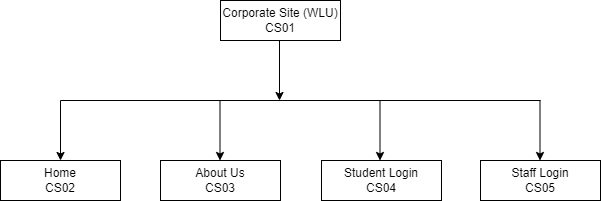 Corporate Site (WLU)
CS01
Home
CS02
About Us
CS03
Student Login
CS04
Staff Login
CS05